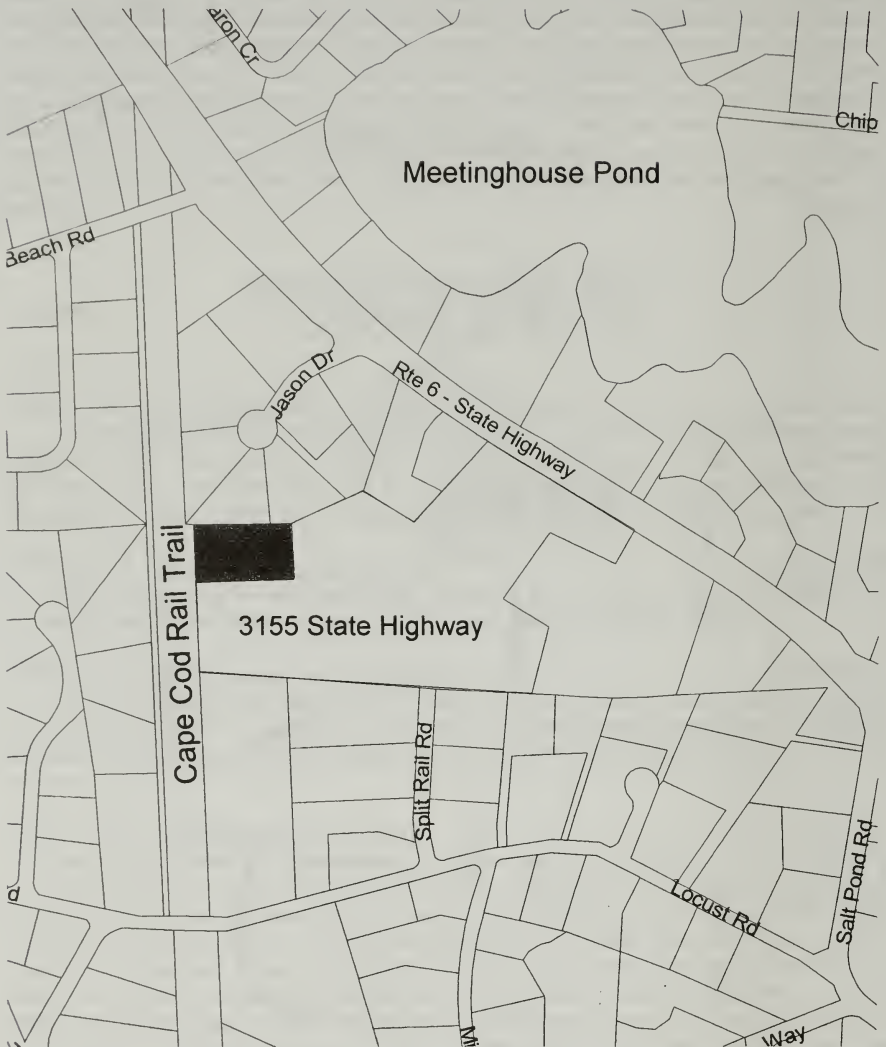 Chip
Meetinghouse Pond
Beach Rd
Jason Dr
Rte 6 - State Highway
Cape Cod Rail Trail
3155 State Highway
Split Rail Rd
Locust Rd
Salt Pond Rd
Way